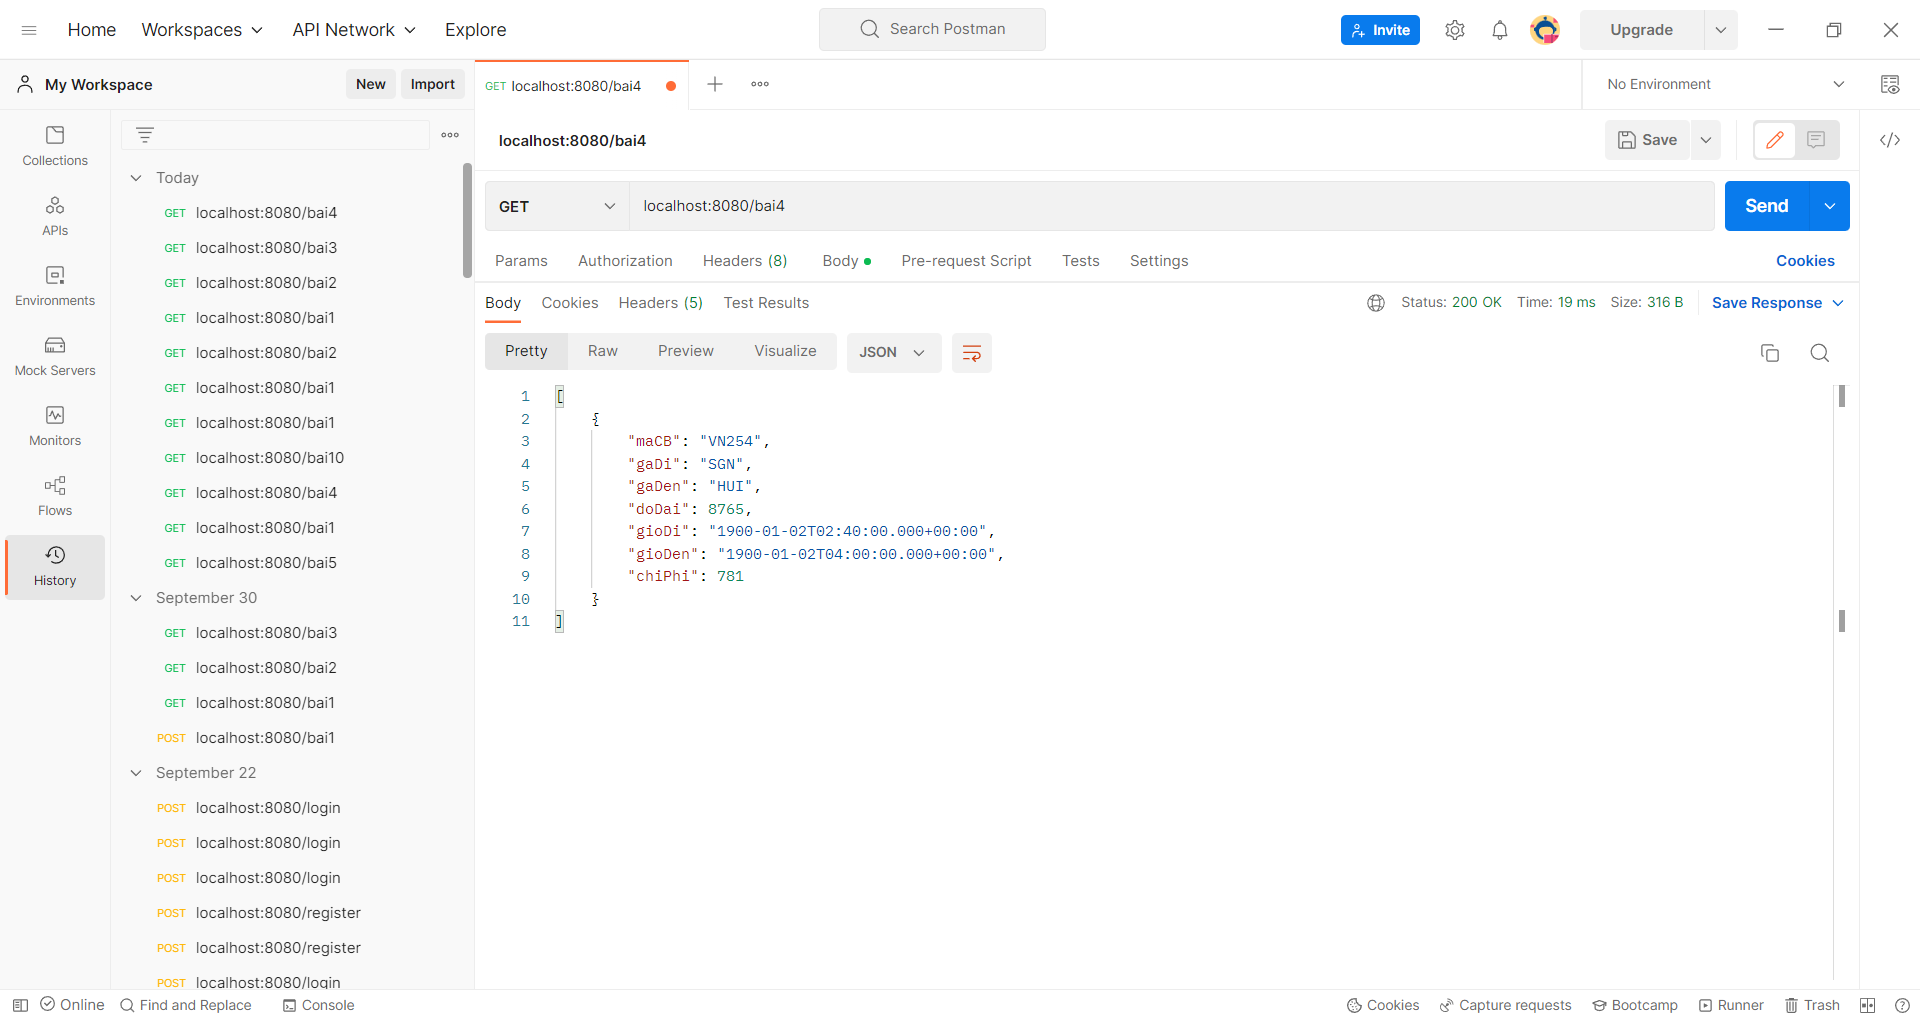 Home Workspaces API Network Explore Search Postman Invite Upgrade
My Workspace New Import GET localhost:8080/bai4 No Environment
Collections
APIs
Environments
Mock Servers
Monitors
Flows
History
Today
GET localhost:8080/bai4
GET localhost:8080/bai3
GET localhost:8080/bai2
GET localhost:8080/bai1
GET localhost:8080/bai2
GET localhost:8080/bai1
GET localhost:8080/bai1
GET localhost:8080/bai10
GET localhost:8080/bai4
GET localhost:8080/bai1
GET localhost:8080/bai5
September 30
GET localhost:8080/bai3
GET localhost:8080/bai2
GET localhost:8080/bai1
POST localhost:8080/bai1
September 22
POST localhost:8080/login
POST localhost:8080/login
POST localhost:8080/login
POST localhost:8080/register
POST localhost:8080/register
POST localhost:8080/login
localhost:8080/bai4 Save
GET localhost:8080/bai4 Send
Params Authorization Headers (8) Body Pre-request Script Tests Settings Cookies
Body Cookies Headers (5) Test Results Status: 200 OK Time: 19 ms Size: 316 B Save Response
Pretty Raw Preview Visualize JSON
1 [
2 {
3 "maCB": "VN254",
4 "gaDi": "SGN",
5 "gaDen": "HUI",
6 "doDai": 8765,
7 "gioDi": "1900-01-02T02:40:00.000+00:00",
8 "gioDen": "1900-01-02T04:00:00.000+00:00",
9 "chiPhi": 781
10 }
11 ]
Online Find and Replace Console Cookies Capture requests Bootcamp Runner Trash